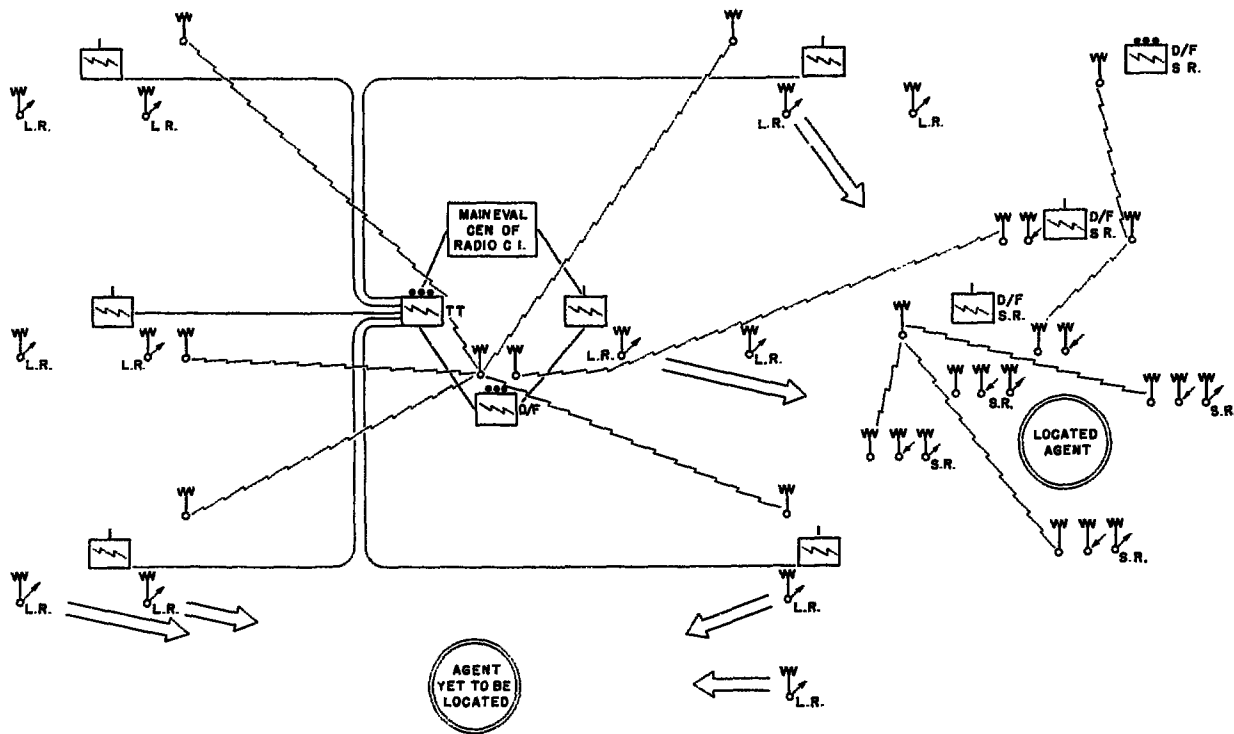 D/F
S R.
L.R.
L R.
L.R.
L.R.
MAIN EVAL
CEN OF
RADIO C I.
D/F
S R.
TT
D/F
S.R.
L.R.
L.R.
L.R.
L.R.
D/F
S.R.
S.R
LOCATED
AGENT
S.R.
S.R.
L.R.
L.R.
L.R.
AGENT
YET TO BE
LOCATED
L.R.